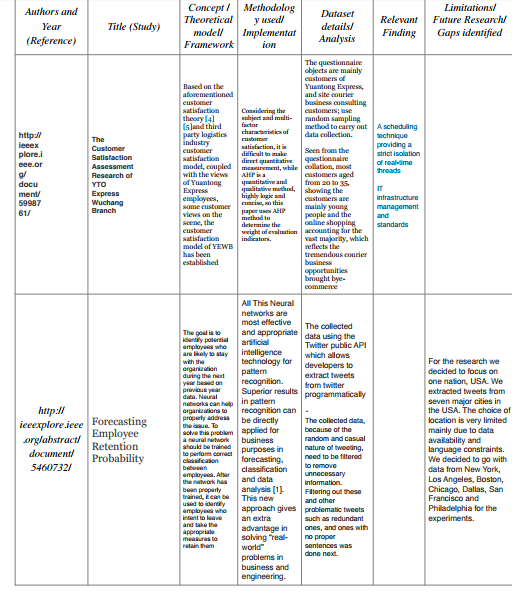 Authors and
Year
(Reference)
Title (Study)
Concept /
Theoretical
model/
Framework
Methodolog
y used/
Implementat
ion
Dataset
details/
Analysis
Relevant
Finding
Limitations/
Future Research/
Gaps identified
http://
ieeex
plore.i
eee.or
g/
docu
ment/
59987
61/
The
Customer
Satisfaction
Assessment
Research of
YTO
Express
Wuchang
Branch
Based on the
aforementioned
customer
satisfaction
theory [4]
[5]and third
party logistics
industry
customer
satisfaction
model, coupled
with the views
of Yuantong
Express
employees,
some customer
views on the
scene, the
customer
satisfaction
model of YEWB
has been
established
Considering the
subject and multi-
factor
characteristics of
customer
satisfaction, it is
difficult to make
direct quantitative
measurement, while
AHP is a
quantitative and
qualitative method,
highly logic and
concise, so this
paper uses AHP
method to
determine the
weight of evaluation
indicators.
The questionnaire
objects are mainly
customers of
Yuantong Express,
and site courier
business consulting
customers; use
random sampling
method to carry out
data collection.
Seen from the
questionnaire
collation, most
customers aged
from 20 to 35,
showing the
customers are
mainly young
people and the
online shopping
accounting for the
vast majority, which
reflects the
tremendous courier
business
opportunities
brought bye-
commerce
A scheduling
technique
providing a
strict isolation
of real-time
threads
IT
infrastructure
management
and
standards
http://
ieeexplore.ieee
.org/abstract/
document/
5460732/
Forecasting
Employee
Retention
Probability
The goal is to
identify potential
employees who
are likely to stay
with the
organization
during the next
year based on
previous year
data. Neural
networks can help
organizations to
properly address
the issue. To
solve this problem
a neural network
should be trained
to perform correct
classification
between
employees. After
the network has
been properly
trained, it can be
used to identify
employees who
intent to leave
and take the
appropriate
measures to
retain them
All This Neural
networks are
most effective
and appropriate
artificial
intelligence
technology for
pattern
recognition.
Superior results
in pattern
recognition can
be directly
applied for
business
purposes in
forecasting,
classification
and data
analysis [1].
This new
approach gives
an extra
advantage in
solving "real-
world"
problems in
business and
engineering.
The collected
data using the
Twitter public API
which allows
developers to
extract tweets
from twitter
programmatically
.
The collected data,
because of the
random and casual
nature of tweeting,
need to be filtered
to remove
unnecessary
information.
Filtering out these
and other
problematic tweets
such as redundant
ones, and ones with
no proper
sentences was
done next.
For the research we
decided to focus on
one nation, USA. We
extracted tweets from
seven major cities in
the USA. The choice of
location is very limited
mainly due to data
availability and
language constraints.
We decided to go with
data from New York,
Los Angeles, Boston,
Chicago, Dallas, San
Francisco and
Philadelphia for the
experiments.